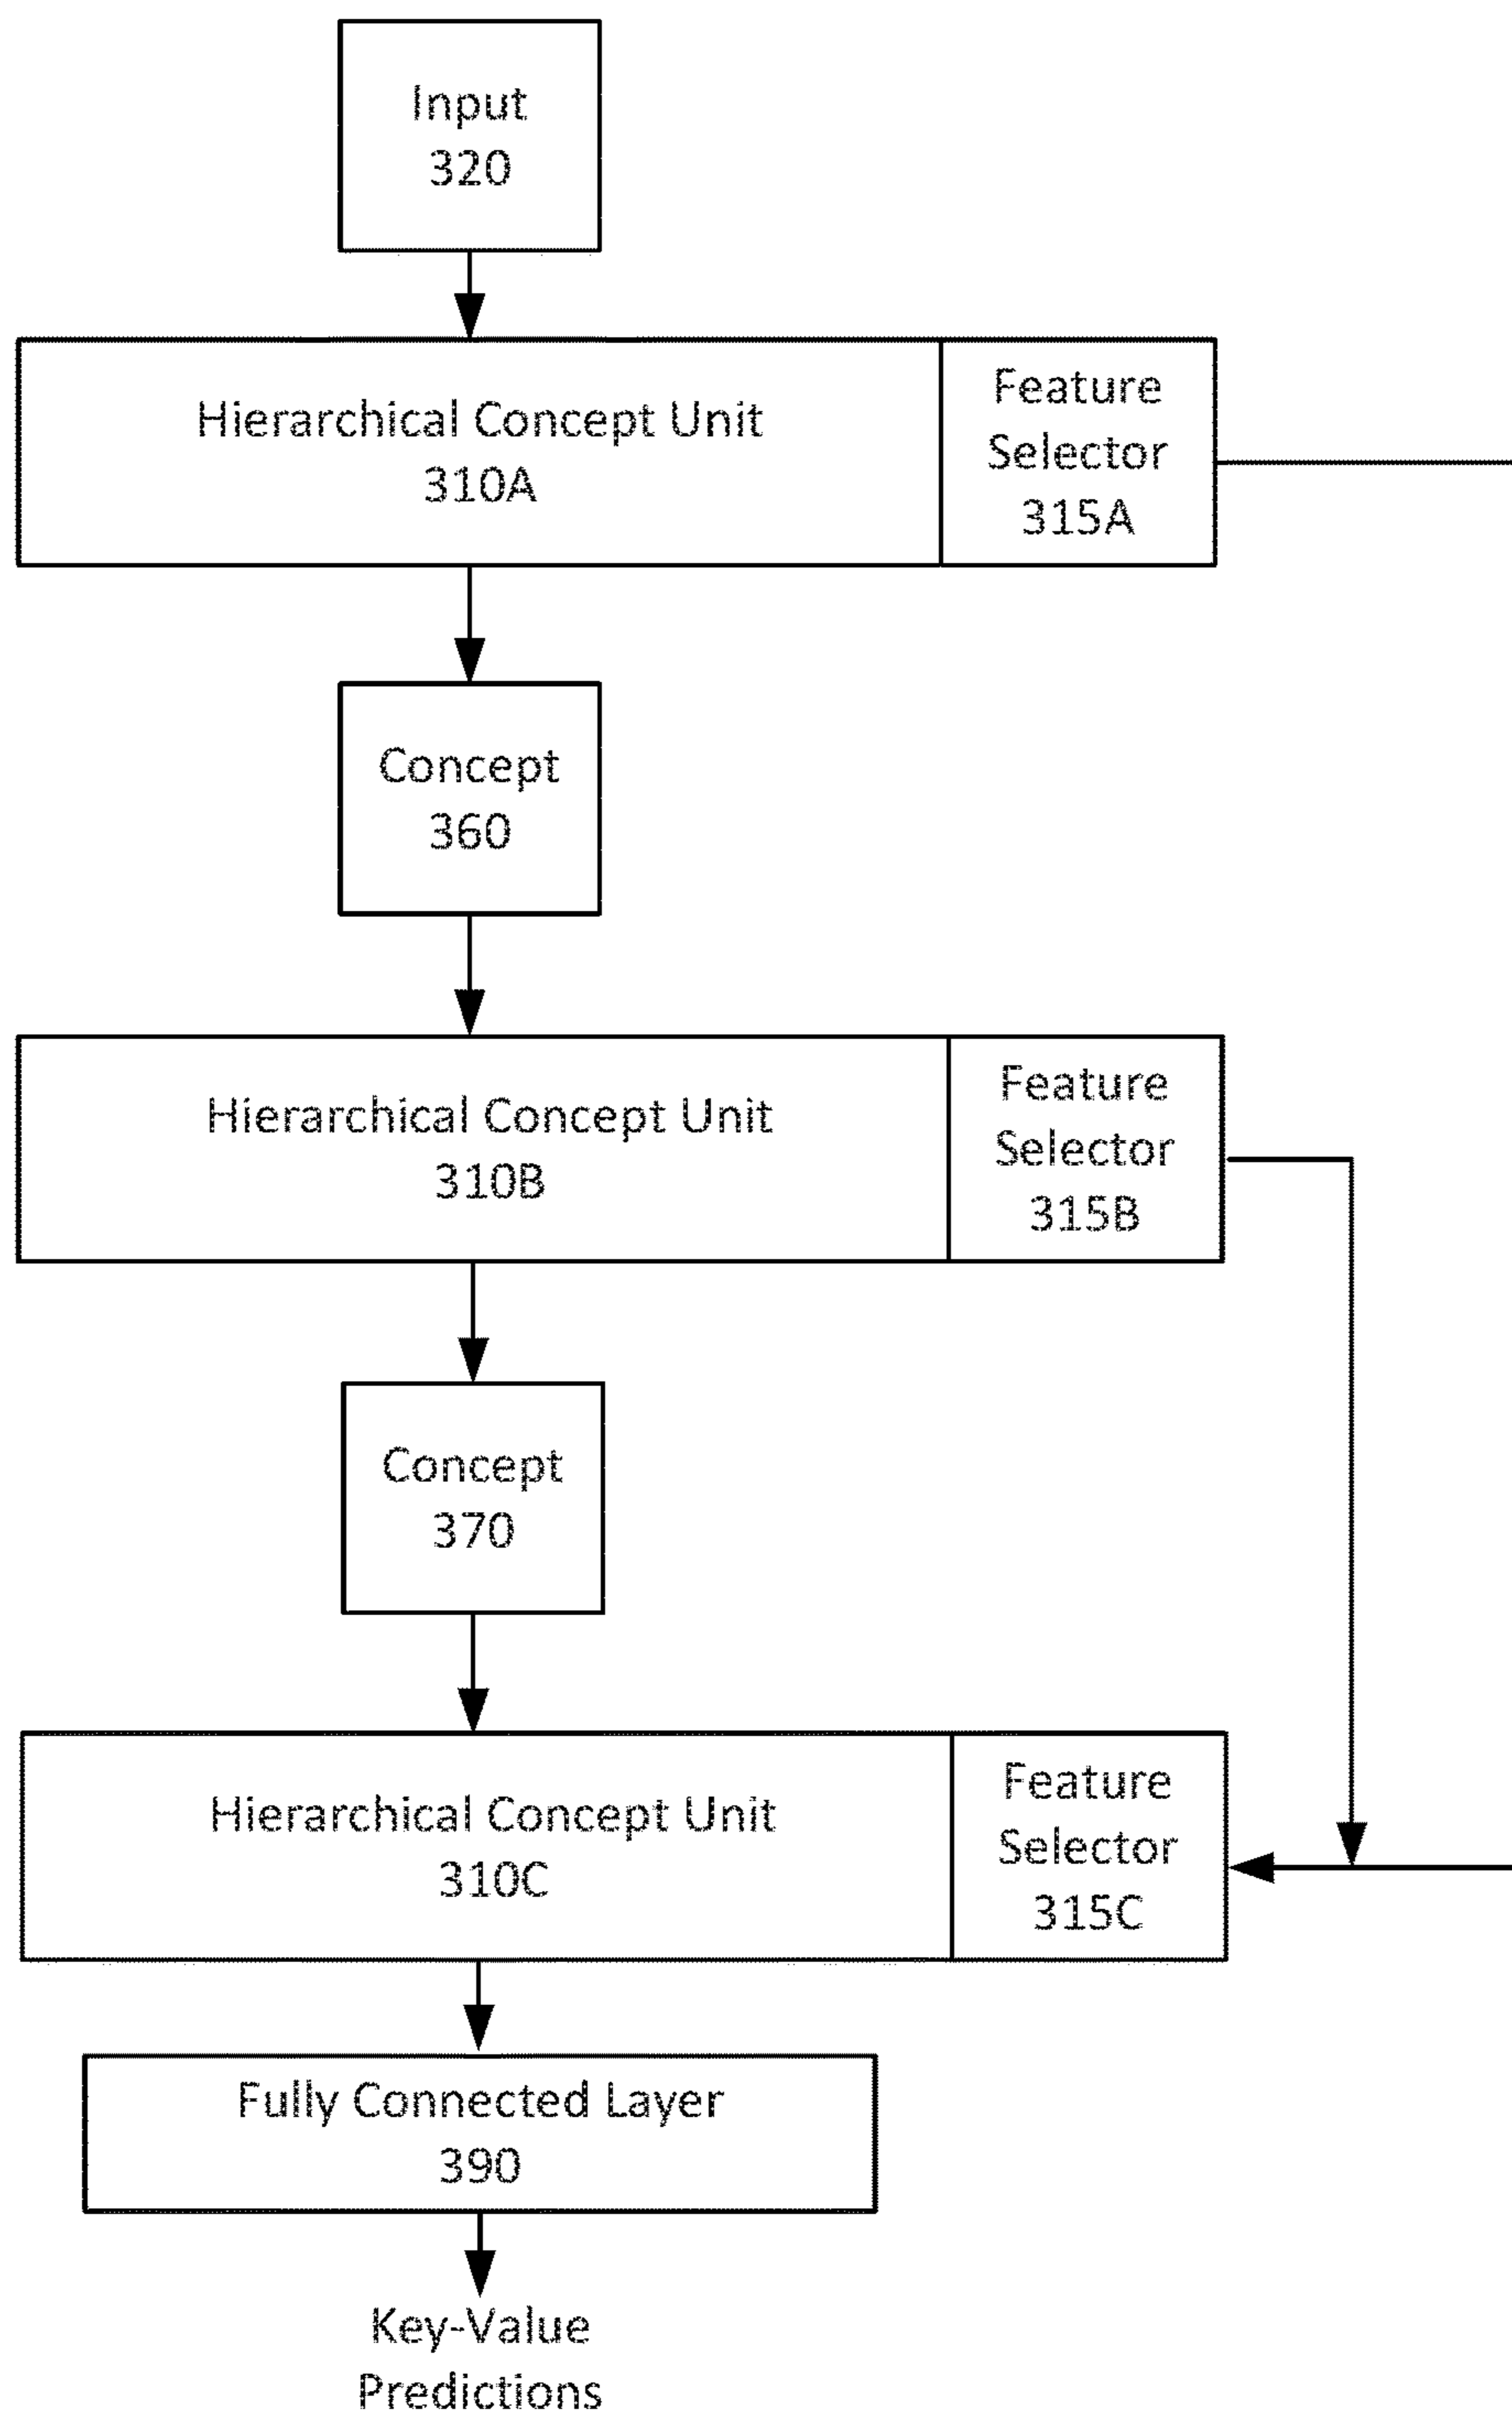 Input
320
Hierarchical Concept Unit
310A
Feature
Selector
315A
Concept
360
Hierarchical Concept Unit
310B
Feature
Selector
315B
Concept
370
Hierarchical Concept Unit
310C
Feature
Selector
315C
Fully Connected Layer
390
Key-Value
Predictions